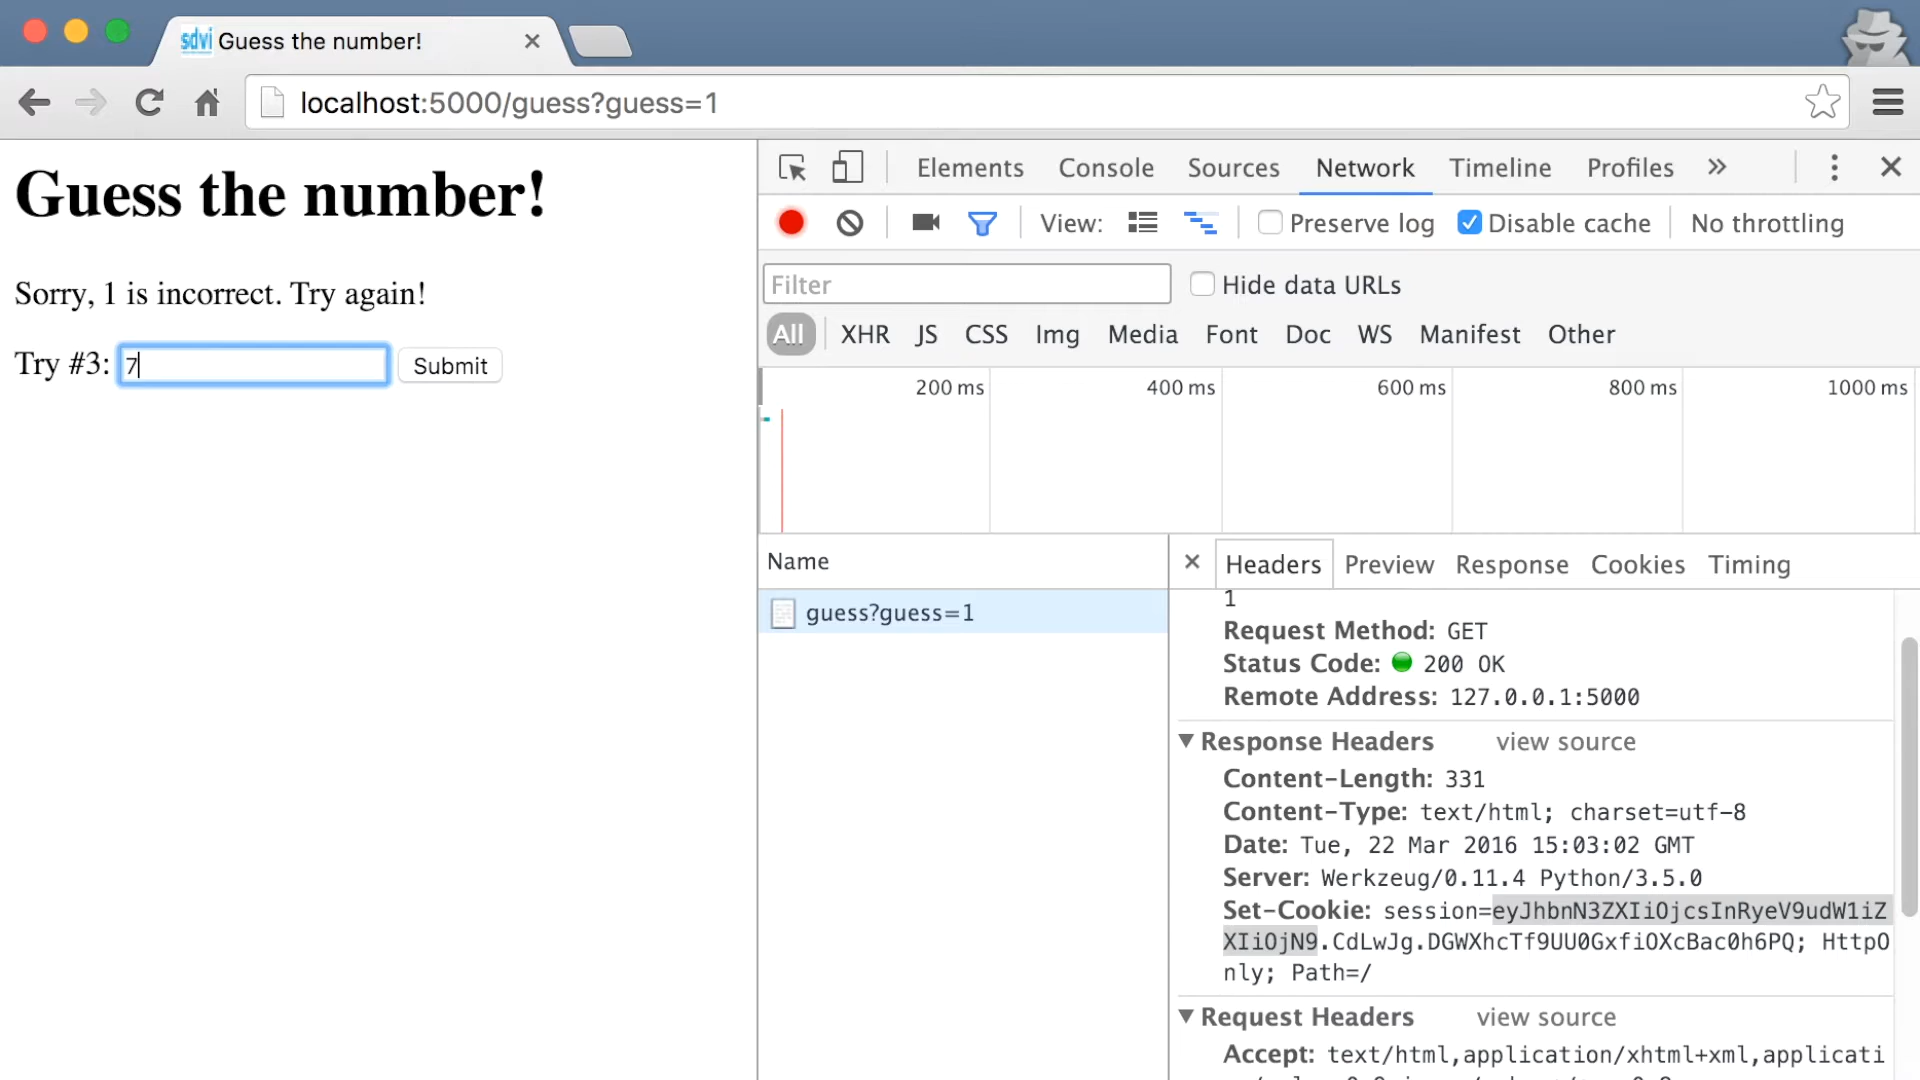 sdvi Guess the number!
localhost:5000/guess?guess=1
Guess the number!
Sorry, 1 is incorrect. Try again!
Try #3: 7 Submit
Elements Console Sources Network Timeline Profiles »
View: Preserve log Disable cache No throttling
Filter Hide data URLs
All XHR JS CSS Img Media Font Doc WS Manifest Other
200 ms 400 ms 600 ms 800 ms 1000 ms
Name
guess?guess=1
× Headers Preview Response Cookies Timing
1
Request Method: GET
Status Code: 200 OK
Remote Address: 127.0.0.1:5000
Response Headers view source
Content-Length: 331
Content-Type: text/html; charset=utf-8
Date: Tue, 22 Mar 2016 15:03:02 GMT
Server: Werkzeug/0.11.4 Python/3.5.0
Set-Cookie: session=eyJhbnN3ZXIiOjcsInRyeV9udW1iZ
XIiOjN9.CdLwJg.DGWXhcTf9UU0GxfiOXcBac0h6PQ; HttpO
nly; Path=/
Request Headers view source
Accept: text/html,application/xhtml+xml,applicati